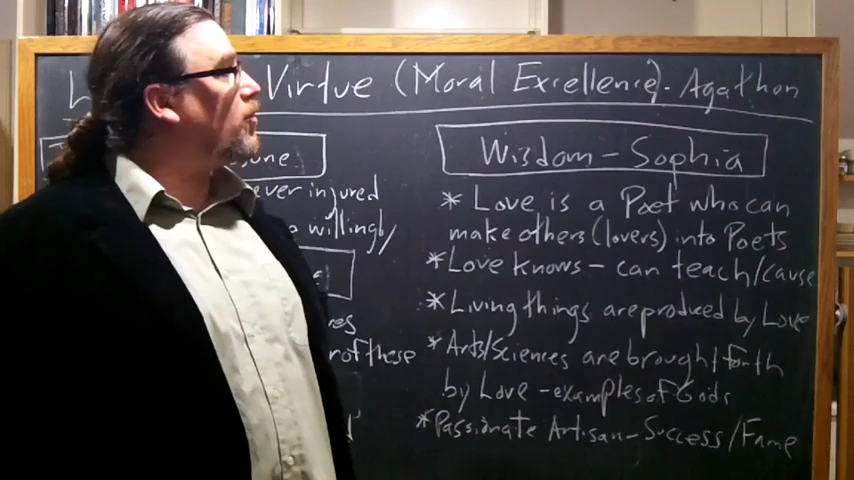 Virtue (Moral Excellence) - Agathon
ever injured
willingly
of these
Wisdom - Sophia
* Love is a Poet who can
make others (lovers) into Poets
* Love knows - can teach/cause
* Living things are produced by Love
* Arts/Sciences are brought forth
by Love - examples of Gods
* Passionate Artisan - Success/Fame